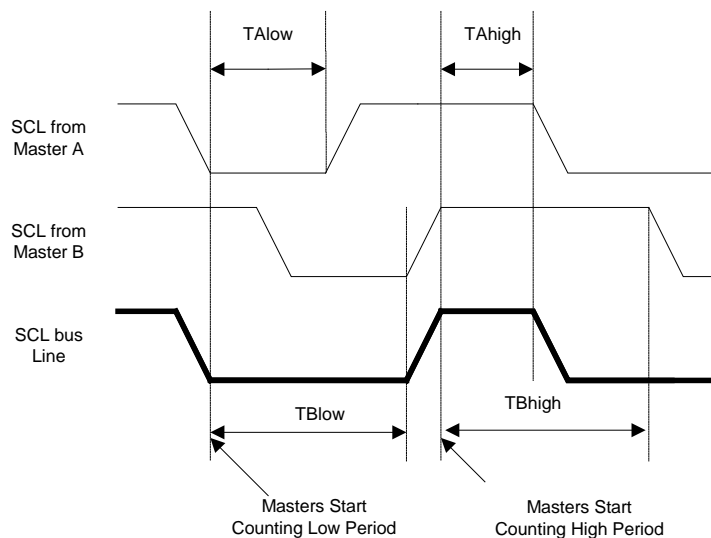 TAlow
TAhigh
SCL from
Master A
SCL from
Master B
SCL bus
Line
TBlow
TBhigh
Masters Start
Counting Low Period
Masters Start
Counting High Period